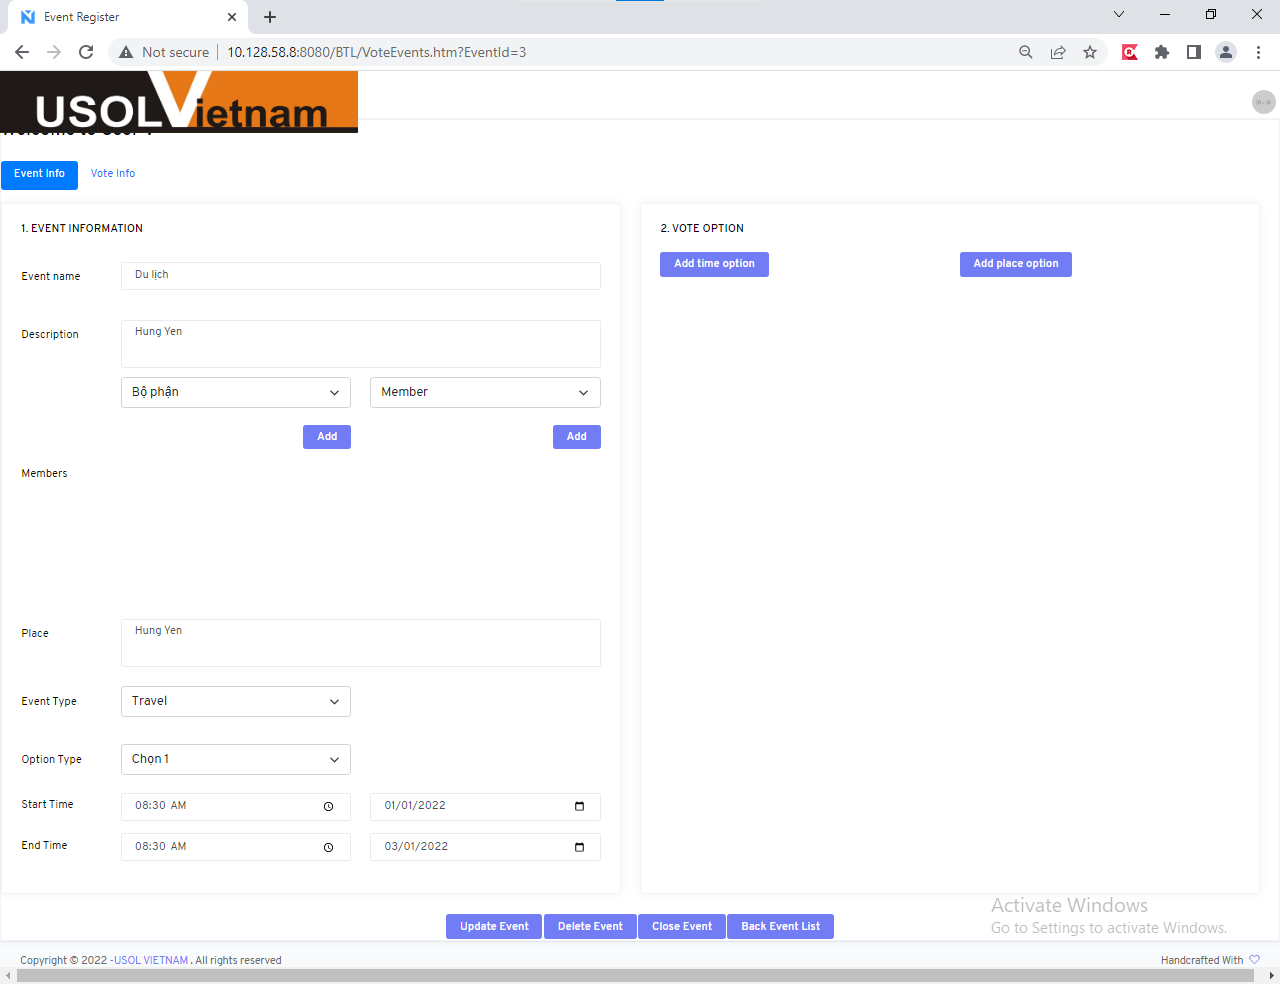 Event Register
Not secure
10.128.58.8:8080/BTL/VoteEvents.htm?EventId=3
USOL Vietnam
Event Info
Vote Info
1. EVENT INFORMATION
Event name
Du lịch
Description
Hung Yen
Bộ phận
Member
Add
Add
Members
Place
Hung Yen
Event Type
Travel
Option Type
Chọn 1
Start Time
08:30 AM
01/01/2022
End Time
08:30 AM
03/01/2022
2. VOTE OPTION
Add time option
Add place option
Update Event
Delete Event
Close Event
Back Event List
Activate Windows
Go to Settings to activate Windows.
Copyright © 2022 -USOL VIETNAM . All rights reserved
Handcrafted With